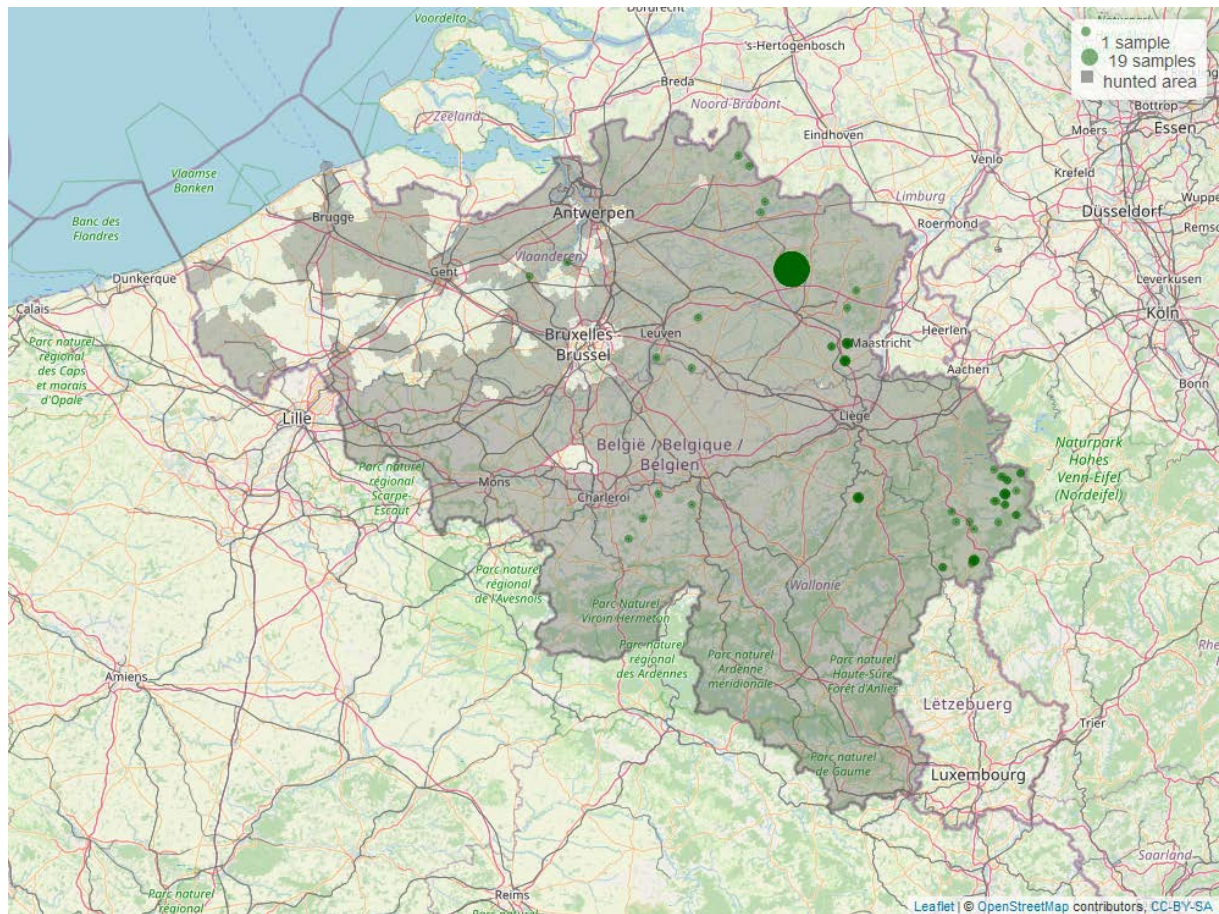 Voordelta
Dordrecht
Naturpark
1 sample
19 samples
hunted area
's-Hertogenbosch
Breda
Noord-Brabant
Zeeland
Bottrop
Moers
Essen
Eindhoven
Venlo
Krefeld
Vlaamse
Banken
Limburg
Düsseldorf
Roermond
Brugge
Antwerpen
Banc des
Flandres
Vlaanderen
Gent
Dunkerque
Leverkusen
Calais
Köln
Bruxelles -
Brussel
Leuven
Maastricht
Heerlen
Aachen
Bonn
Parc naturel
régional
des Caps
et marais
d'Opale
Lille
Liège
België / Belgique /
Belgien
Naturpark
Hohes
Venn-Eifel
(Nordeifel)
Parc naturel
régional
Scarpe-
Escaut
Mons
Charleroi
Parc naturel
régional
de l'Avesnois
Wallonie
Parc Naturel
Viroin Hermeton
Parc naturel
régional
des Ardennes
Parc naturel
Ardenne
méridionale
Parc naturel
Haute-Sûre
Forêt d'Anlier
Amiens
Lëtzebuerg
Trier
Parc naturel
de Gaume
Luxembourg
Saarland
Reims
Parc naturel
régional
Leaflet | © OpenStreetMap contributors, CC-BY-SA